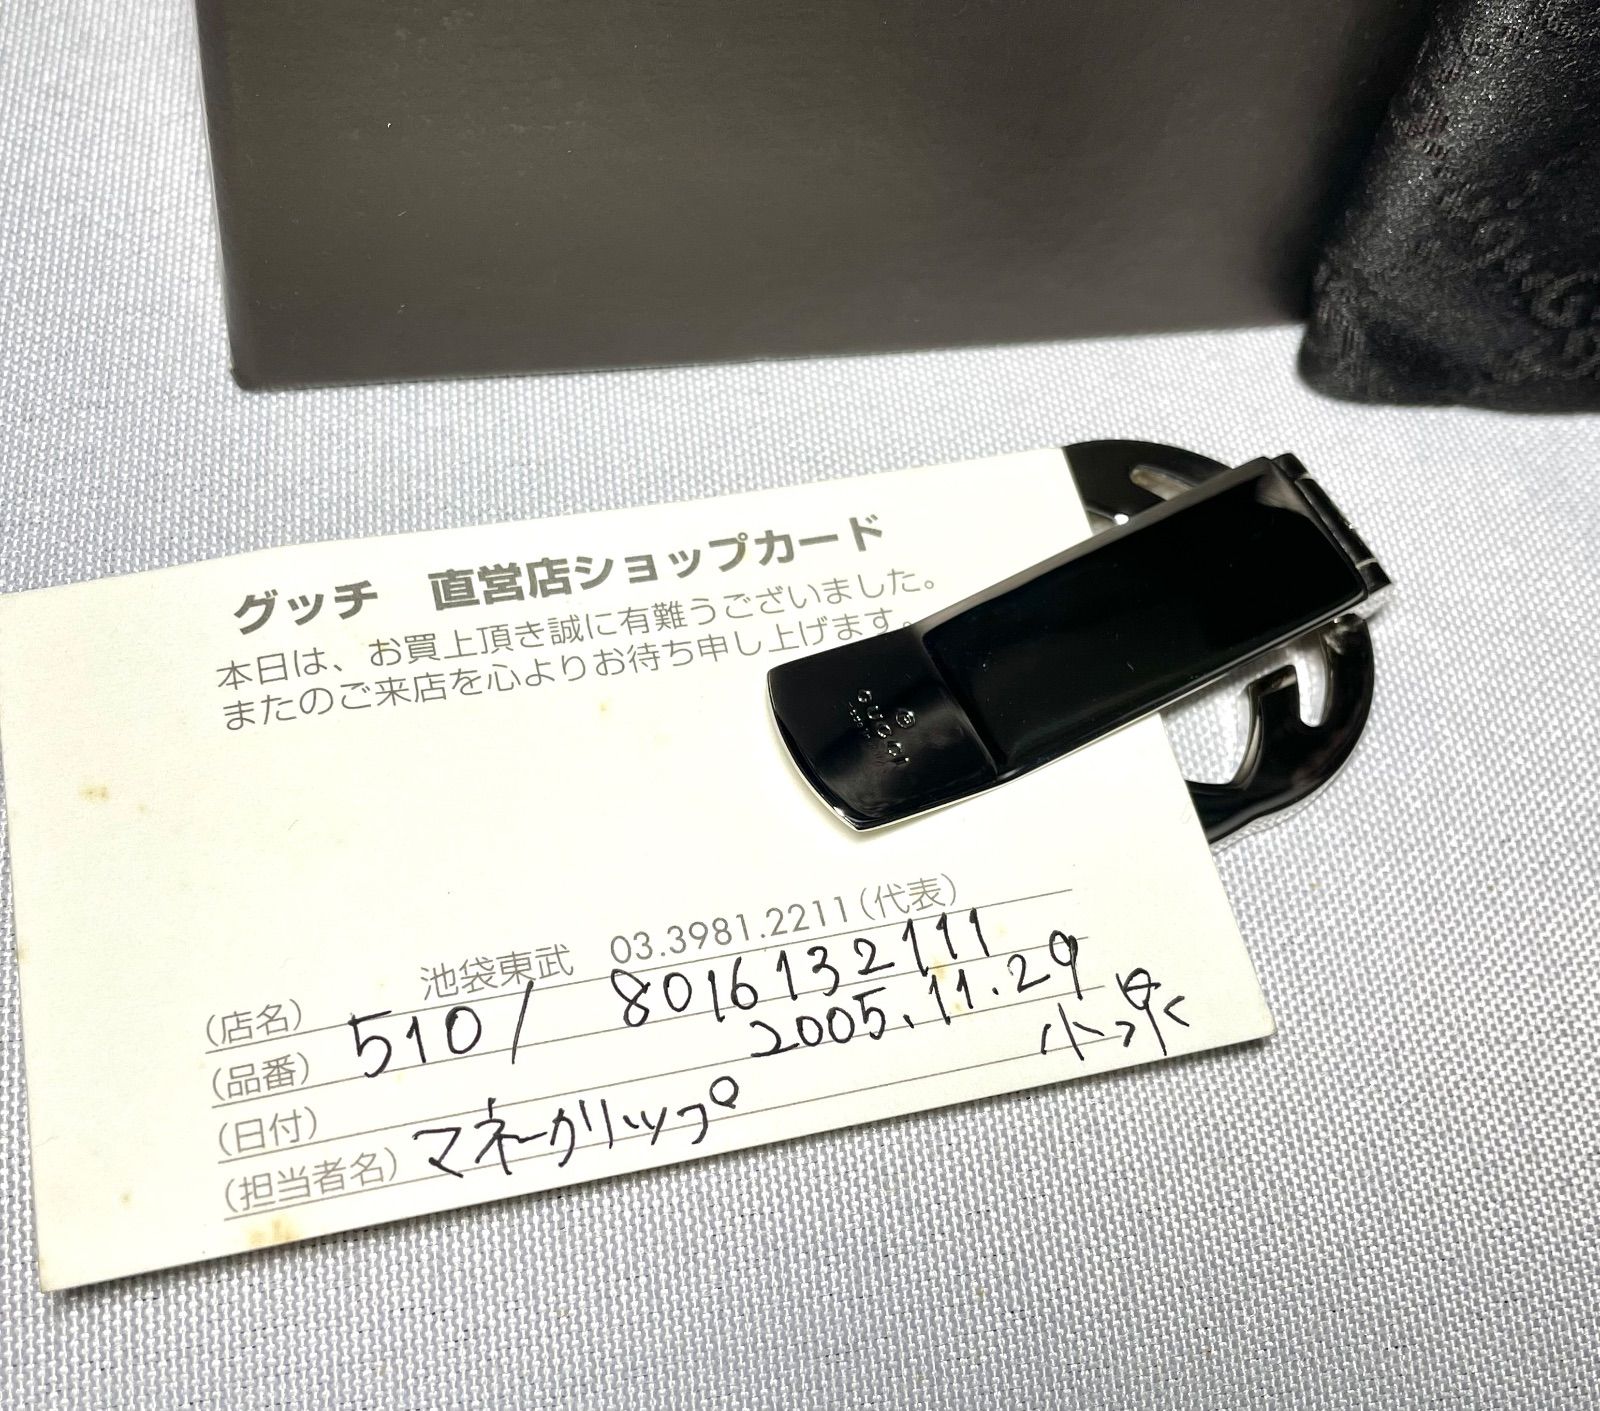 グッチ 直営店ショップカード
本日は、お買上頂き誠に有難うございました。
またのご来店を心よりお待ち申し上げます。
GUCCI
(店名) 池袋東武 03.3981.2211(代表)
(品番) 510/ 8016132111
(日付) 2005.11.29
(担当者名) マネークリップ